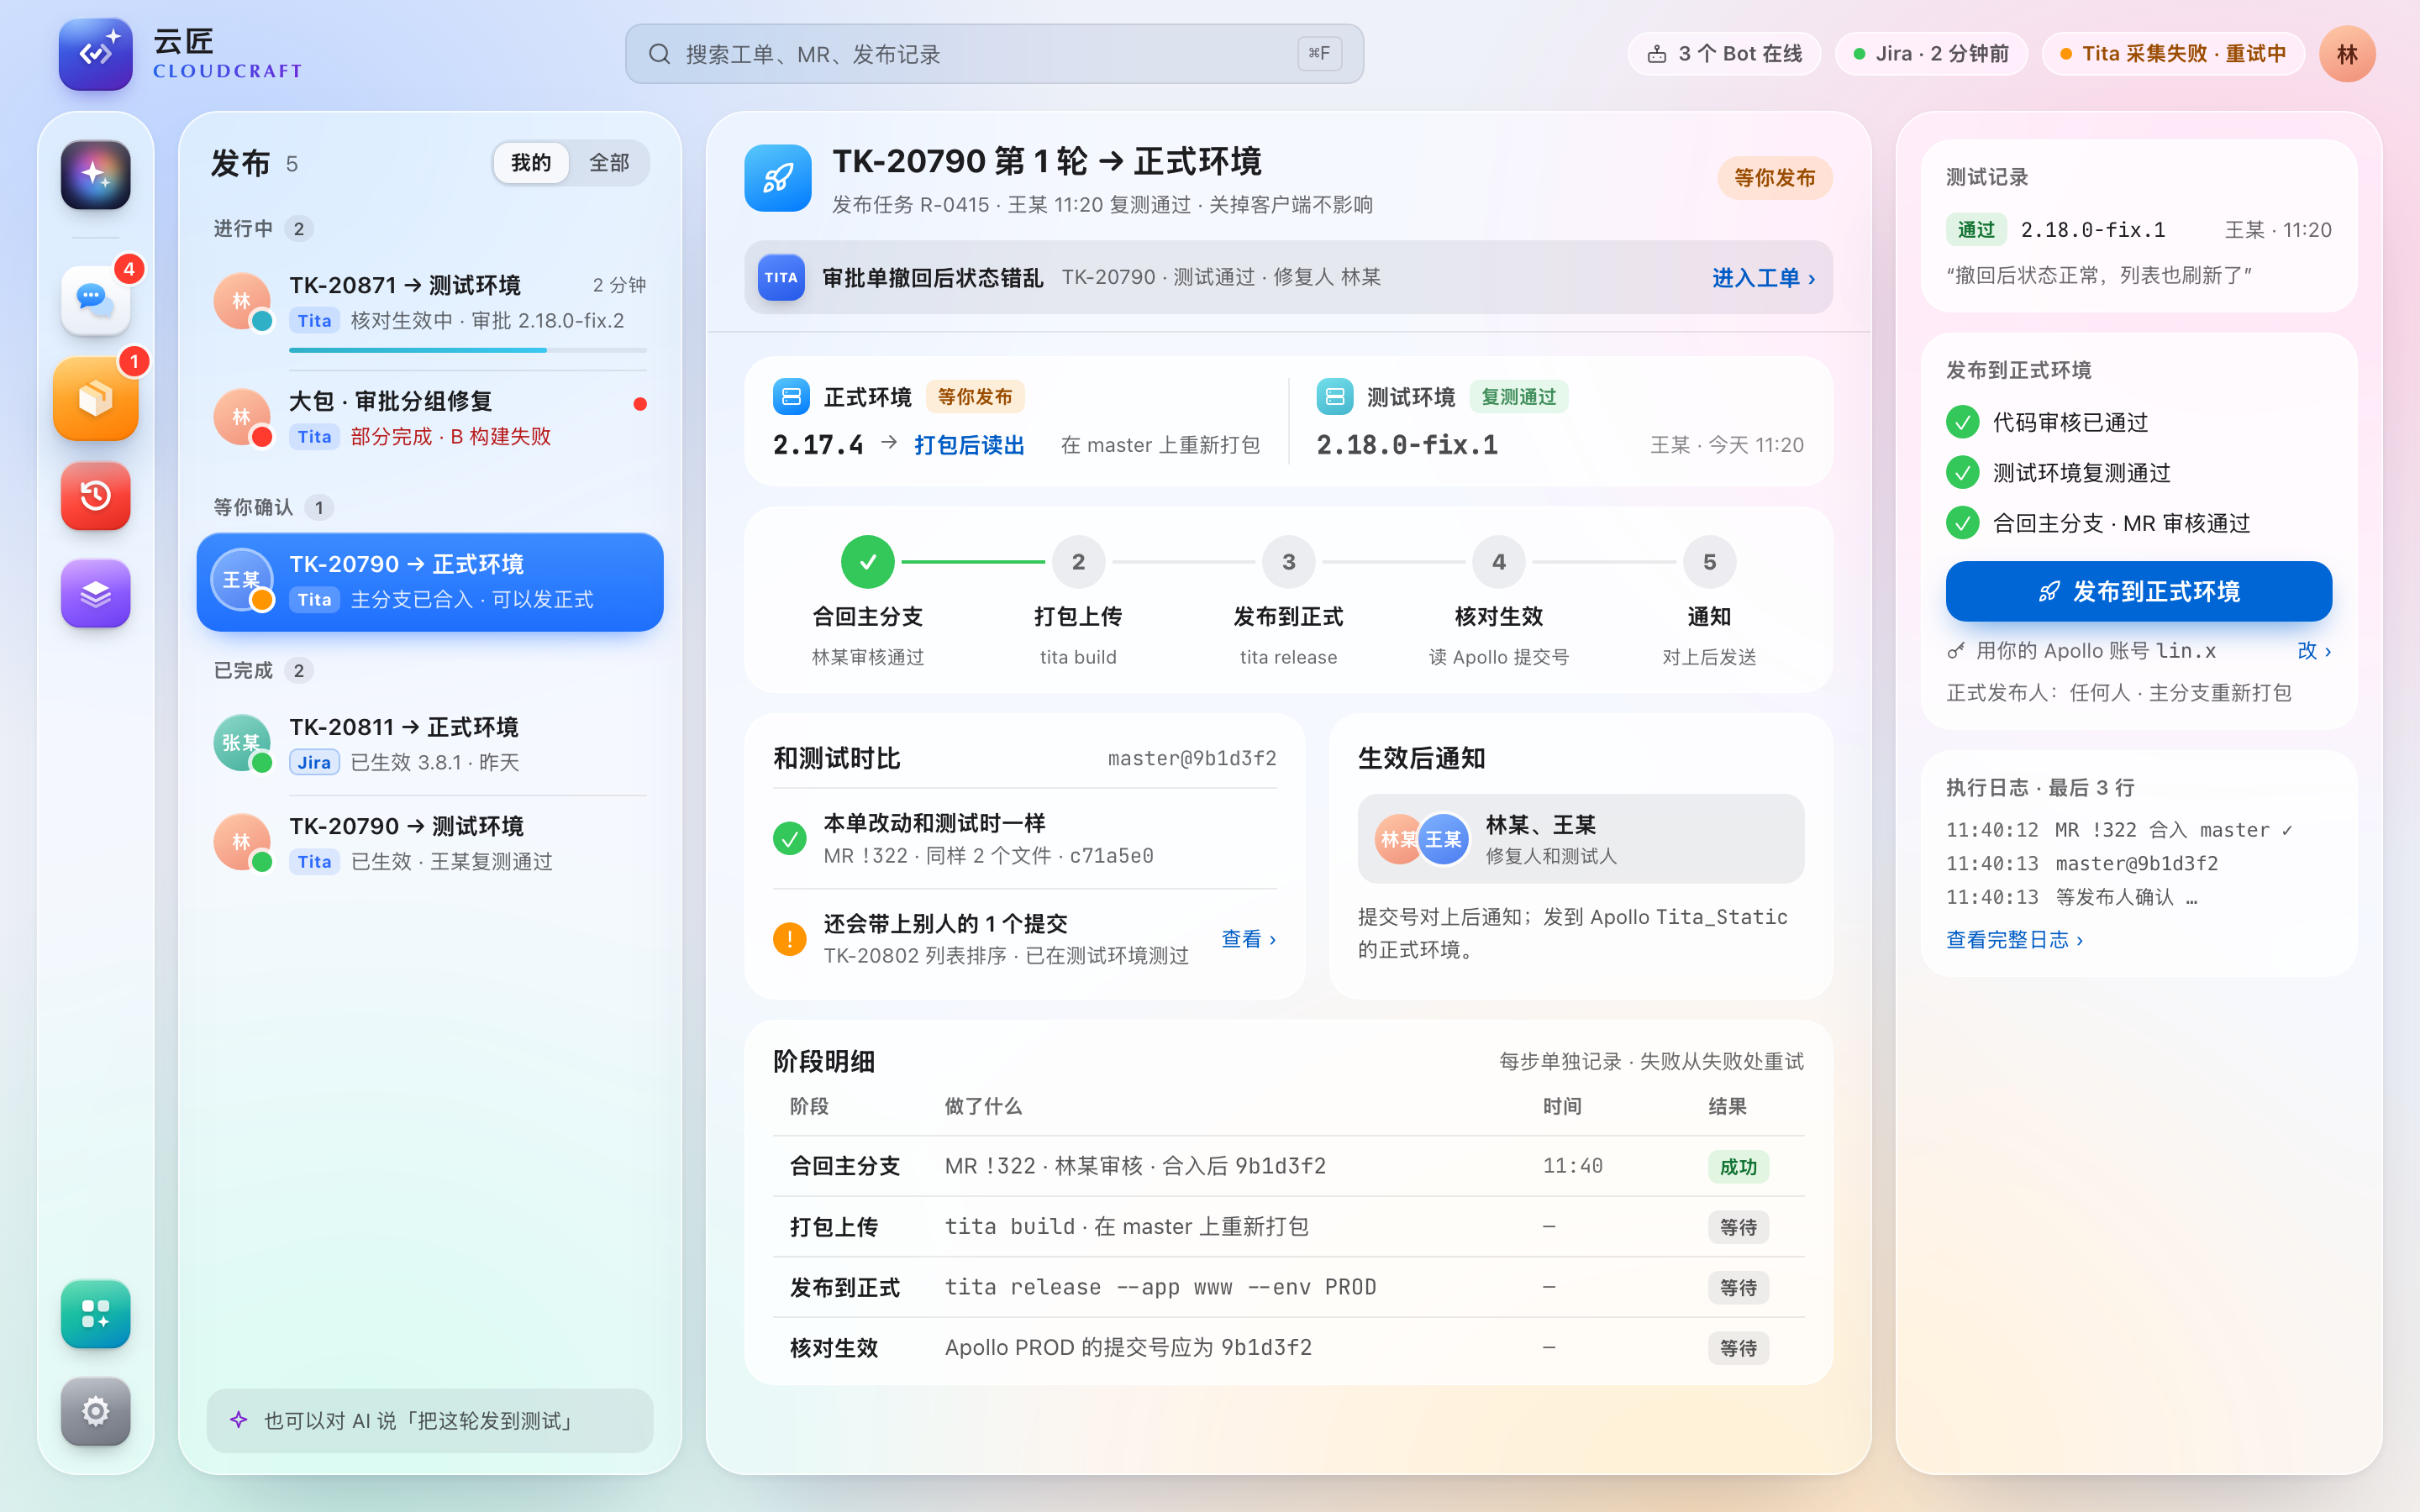 云匠
CLOUDCRAFT
搜索工单、MR、发布记录
⌘F
3 个 Bot 在线
Jira · 2 分钟前
Tita 采集失败 · 重试中
林
4
1
发布 5
我的
全部
进行中 2
林
TK-20871 → 测试环境
2 分钟
Tita 核对生效中 · 审批 2.18.0-fix.2
林
大包 · 审批分组修复
Tita 部分完成 · B 构建失败
等你确认 1
王某
TK-20790 → 正式环境
Tita 主分支已合入 · 可以发正式
已完成 2
张某
TK-20811 → 正式环境
Jira 已生效 3.8.1 · 昨天
林
TK-20790 → 测试环境
Tita 已生效 · 王某复测通过
也可以对 AI 说「把这轮发到测试」
TK-20790 第 1 轮 → 正式环境
发布任务 R-0415 · 王某 11:20 复测通过 · 关掉客户端不影响
等你发布
TITA 审批单撤回后状态错乱 TK-20790 · 测试通过 · 修复人 林某
进入工单 ›
正式环境 等你发布
2.17.4 → 打包后读出 在 master 上重新打包
测试环境 复测通过
2.18.0-fix.1 王某 · 今天 11:20
2 3 4 5
合回主分支 打包上传 发布到正式 核对生效 通知
林某审核通过 tita build tita release 读 Apollo 提交号 对上后发送
和测试时比 master@9b1d3f2
本单改动和测试时一样
MR !322 · 同样 2 个文件 · c71a5e0
还会带上别人的 1 个提交
TK-20802 列表排序 · 已在测试环境测过
查看 ›
生效后通知
林某 王某
林某、王某
修复人和测试人
提交号对上后通知；发到 Apollo Tita_Static
的正式环境。
阶段明细 每步单独记录 · 失败从失败处重试
阶段 做了什么 时间 结果
合回主分支 MR !322 · 林某审核 · 合入后 9b1d3f2 11:40 成功
打包上传 tita build · 在 master 上重新打包 — 等待
发布到正式 tita release --app www --env PROD — 等待
核对生效 Apollo PROD 的提交号应为 9b1d3f2 — 等待
测试记录
通过 2.18.0-fix.1 王某 · 11:20
“撤回后状态正常，列表也刷新了”
发布到正式环境
代码审核已通过
测试环境复测通过
合回主分支 · MR 审核通过
发布到正式环境
用你的 Apollo 账号 lin.x 改 ›
正式发布人：任何人 · 主分支重新打包
执行日志 · 最后 3 行
11:40:12 MR !322 合入 master ✓
11:40:13 master@9b1d3f2
11:40:13 等发布人确认 …
查看完整日志 ›